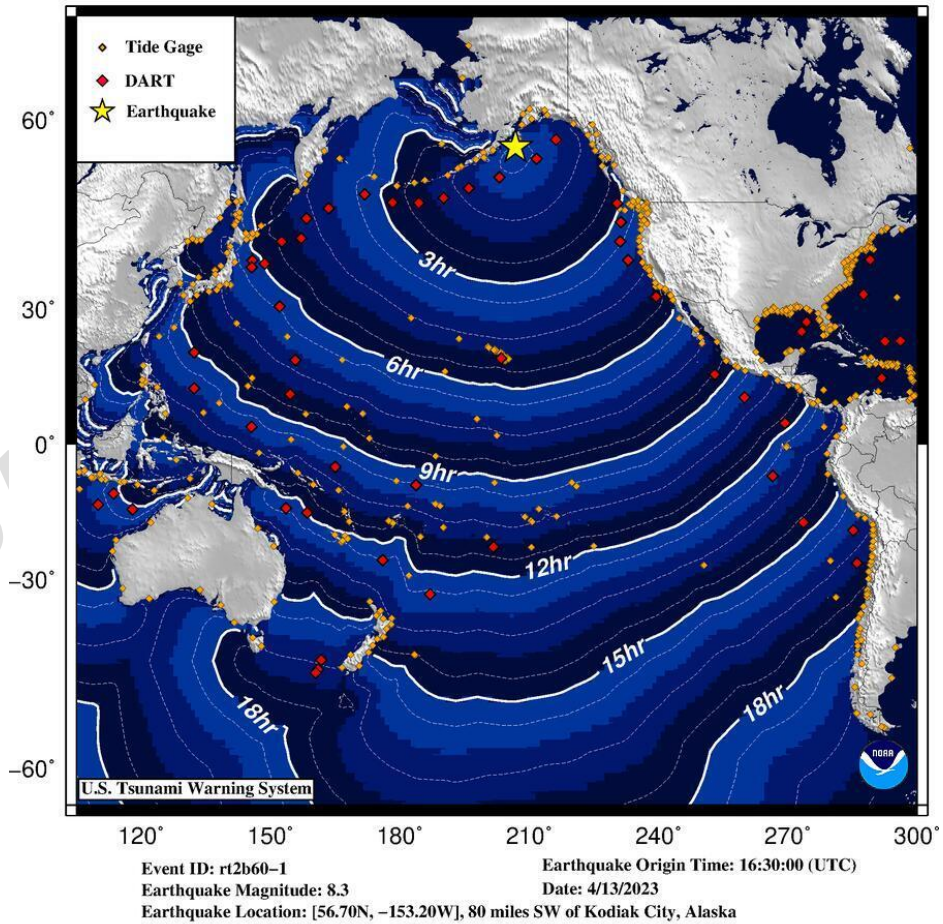 Tide Gage
DART
Earthquake
60°
30°
0°
−30°
−60°
3hr
6hr
9hr
12hr
15hr
18hr
18hr
NOAA
U.S. Tsunami Warning System
120° 150° 180° 210° 240° 270° 300°
Event ID: rt2b60−1
Earthquake Origin Time: 16:30:00 (UTC)
Earthquake Magnitude: 8.3
Date: 4/13/2023
Earthquake Location: [56.70N, −153.20W], 80 miles SW of Kodiak City, Alaska